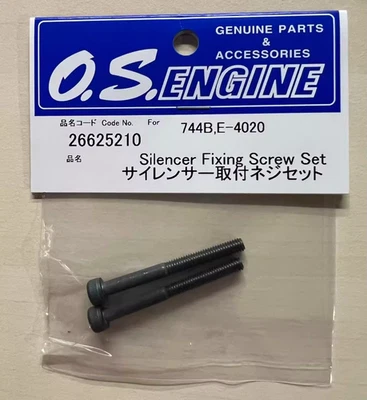 GENUINE PARTS
&
ACCESSORIES
O.S.ENGINE
品名コード Code No. For 744B,E-4020
26625210
品名 Silencer Fixing Screw Set
サイレンサー取付ネジセット